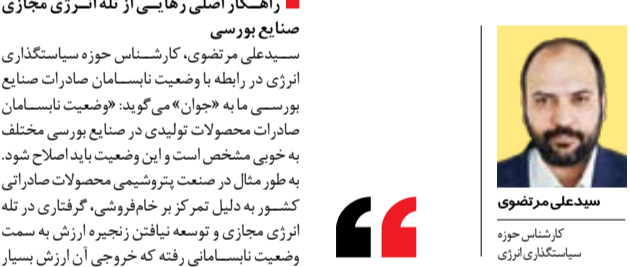 راهکار اصلی رهایی از تله انرژی مجازی
صنایع بورسی
سیدعلی مرتضوی، کارشناس حوزه سیاستگذاری
انرژی در رابطه با وضعیت نابسامان صادرات صنایع
بورسی ما به «جوان» می‌گوید: «وضعیت نابسامان
صادرات محصولات تولیدی در صنایع بورسی مختلف
به خوبی مشخص است و این وضعیت باید اصلاح شود.
به طور مثال در صنعت پتروشیمی محصولات صادراتی
کشور به دلیل تمرکز بر خام‌فروشی، گرفتاری در تله
انرژی مجازی و توسعه نیافتن زنجیره ارزش به سمت
وضعیت نابسامانی رفته که خروجی آن ارزش بسیار
سیدعلی مرتضوی
کارشناس حوزه
سیاستگذاری انرژی